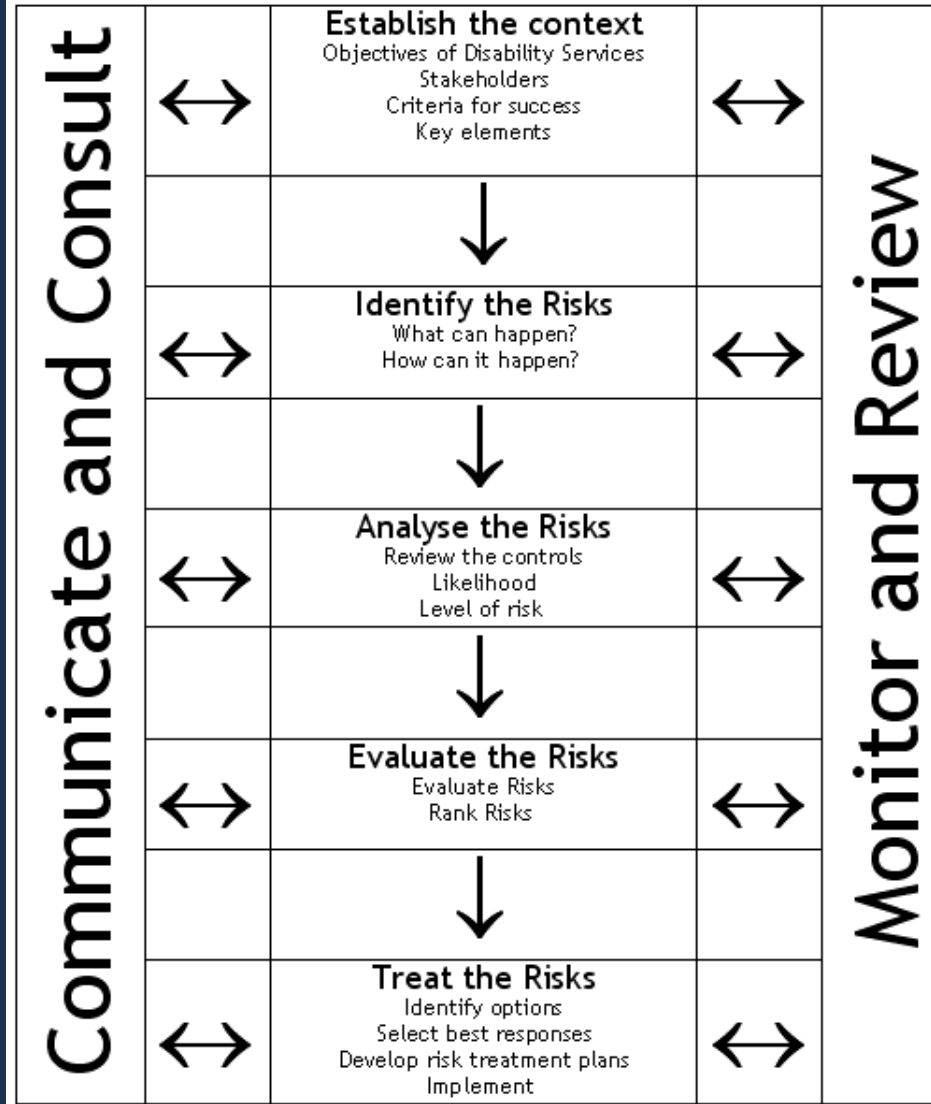 Communicate and Consult
Establish the context
Objectives of Disability Services
Stakeholders
Criteria for success
Key elements
Identify the Risks
What can happen?
How can it happen?
Analyse the Risks
Review the controls
Likelihood
Level of risk
Evaluate the Risks
Evaluate Risks
Rank Risks
Treat the Risks
Identify options
Select best responses
Develop risk treatment plans
Implement
Monitor and Review